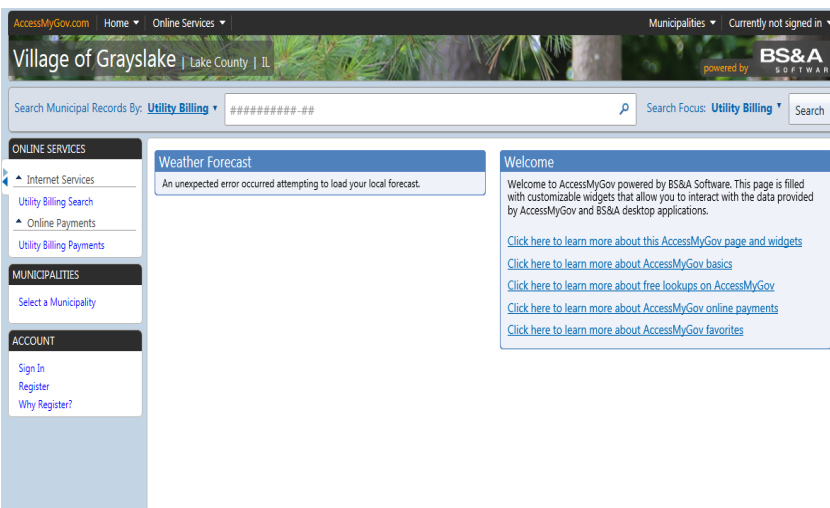 AccessMyGov.com Home Online Services Municipalities Currently not signed in
Village of Grayslake | Lake County | IL
powered by BS&A
SOFTWAR
Search Municipal Records By: Utility Billing ##########-## Search Focus: Utility Billing Search
ONLINE SERVICES
Internet Services
Utility Billing Search
Online Payments
Utility Billing Payments
MUNICIPALITIES
Select a Municipality
ACCOUNT
Sign In
Register
Why Register?
Weather Forecast
An unexpected error occurred attempting to load your local forecast.
Welcome
Welcome to AccessMyGov powered by BS&A Software. This page is filled
with customizable widgets that allow you to interact with the data provided
by AccessMyGov and BS&A desktop applications.
Click here to learn more about this AccessMyGov page and widgets
Click here to learn more about AccessMyGov basics
Click here to learn more about free lookups on AccessMyGov
Click here to learn more about AccessMyGov online payments
Click here to learn more about AccessMyGov favorites